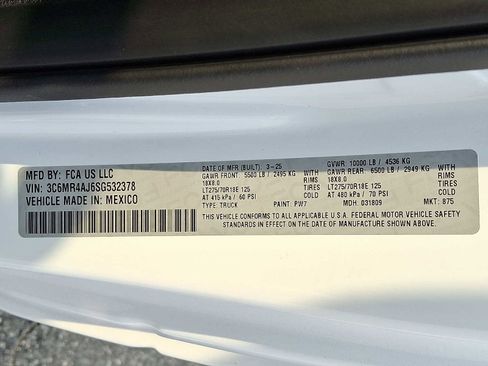 MFD BY: FCA US LLC
DATE OF MFR (BUILT): 3-25
GVWR: 10000 LB / 4536 KG
GAWR FRONT: 5500 LB / 2495 KG
GAWR REAR: 6500 LB / 2949 KG
18X8.0 RIMS
18X8.0 RIMS
LT275/70R18E 125 TIRES
LT275/70R18E 125 TIRES
AT 415 kPa / 60 PSI COLD
AT 480 kPa / 70 PSI COLD
VIN: 3C6MR4AJ6SG532378
TYPE: TRUCK
PAINT: PW7
MDH: 031809
MKT: 875
VEHICLE MADE IN: MEXICO
THIS VEHICLE CONFORMS TO ALL APPLICABLE U.S.A. FEDERAL MOTOR VEHICLE SAFETY
STANDARDS IN EFFECT ON THE DATE OF MANUFACTURE SHOWN ABOVE.